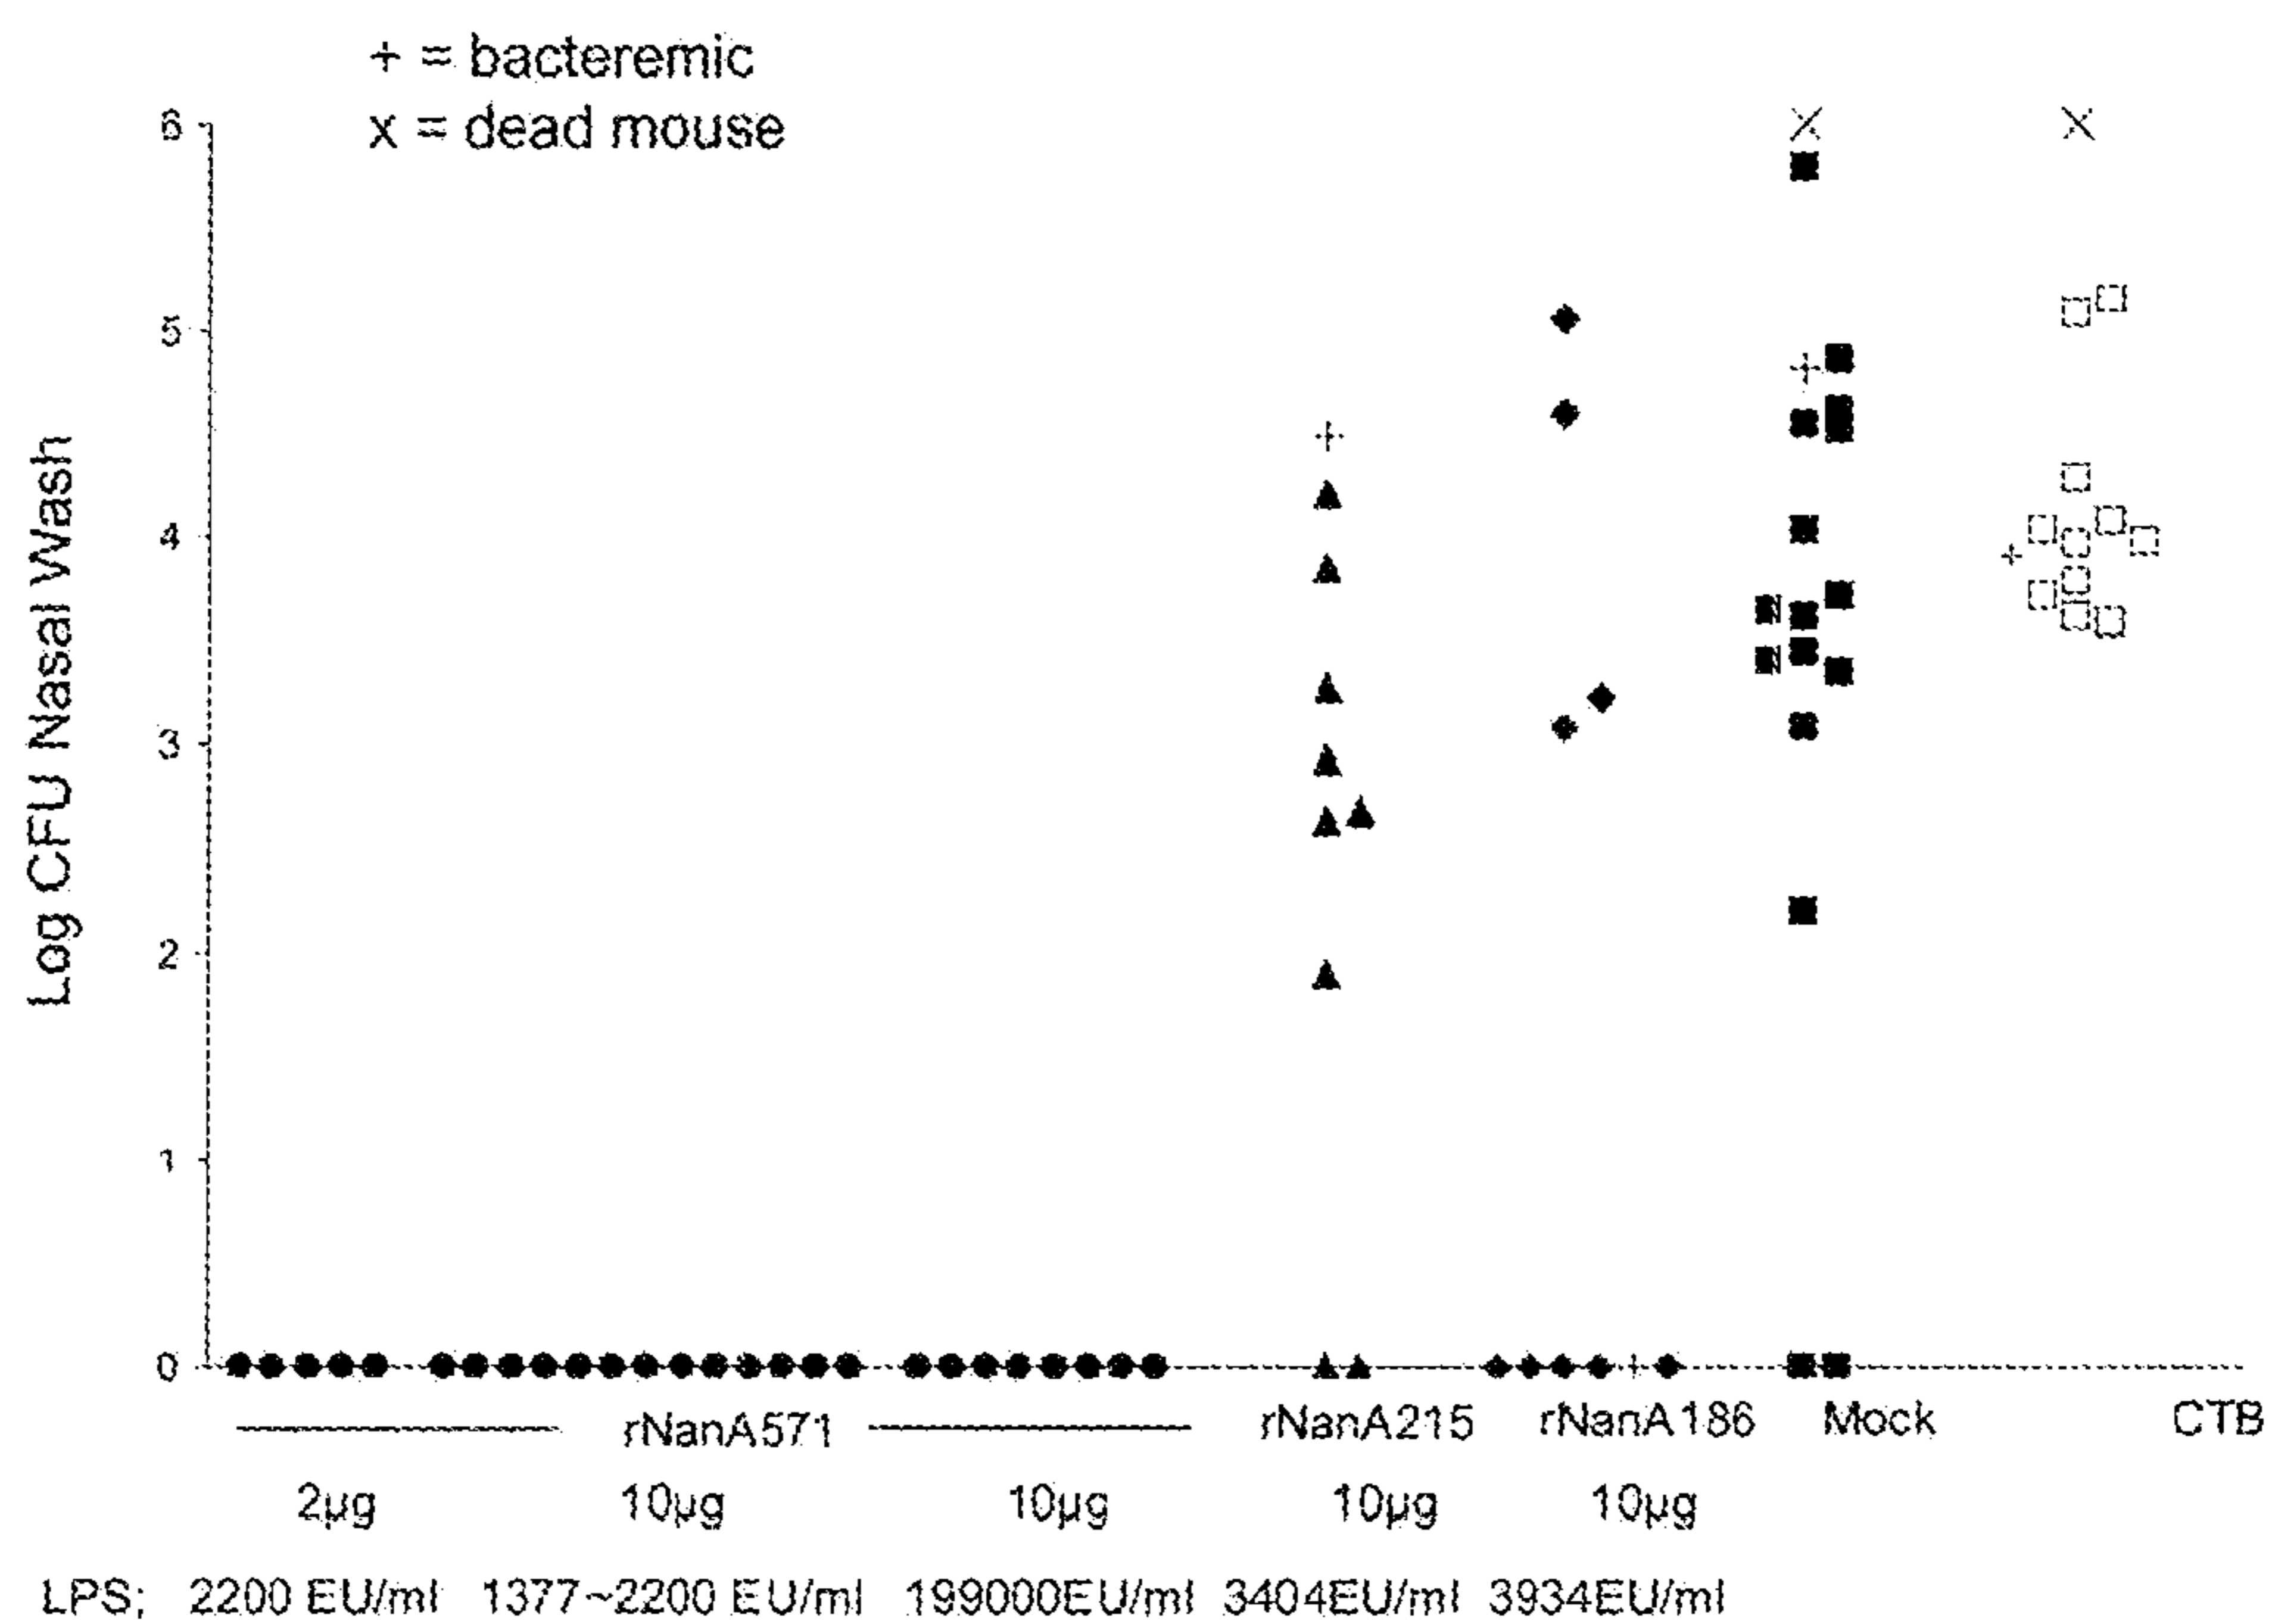 + = bacteremic
x = dead mouse
6
5
4
3
2
1
0
Log CFU Nasal Wash
rNanA571 rNanA215 rNanA186 Mock CTB
2µg 10µg 10µg 10µg 10µg
LPS; 2200 EU/ml 1377~2200 EU/ml 199000EU/ml 3404EU/ml 3934EU/ml